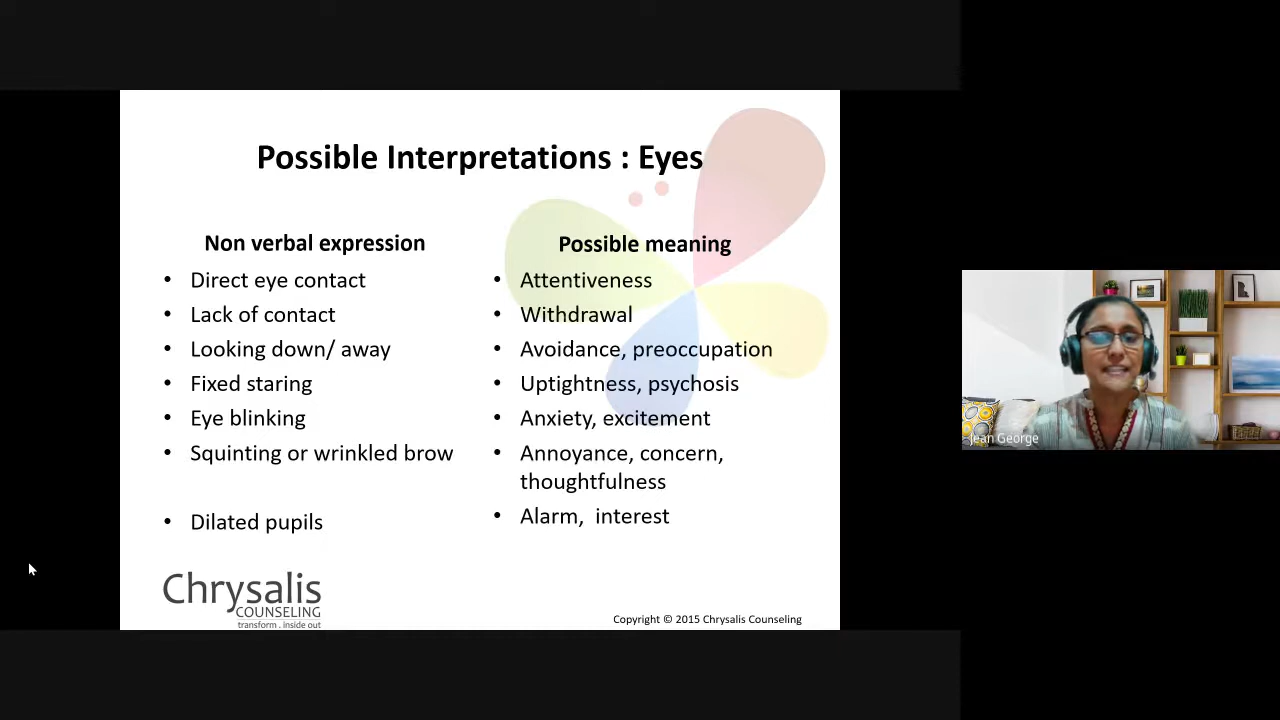 Possible Interpretations : Eyes
Non verbal expression
• Direct eye contact
• Lack of contact
• Looking down/ away
• Fixed staring
• Eye blinking
• Squinting or wrinkled brow
• Dilated pupils
Possible meaning
• Attentiveness
• Withdrawal
• Avoidance, preoccupation
• Uptightness, psychosis
• Anxiety, excitement
• Annoyance, concern,
thoughtfulness
• Alarm,  interest
Chrysalis
COUNSELING
transform . inside out
Copyright © 2015 Chrysalis Counseling
Jean George